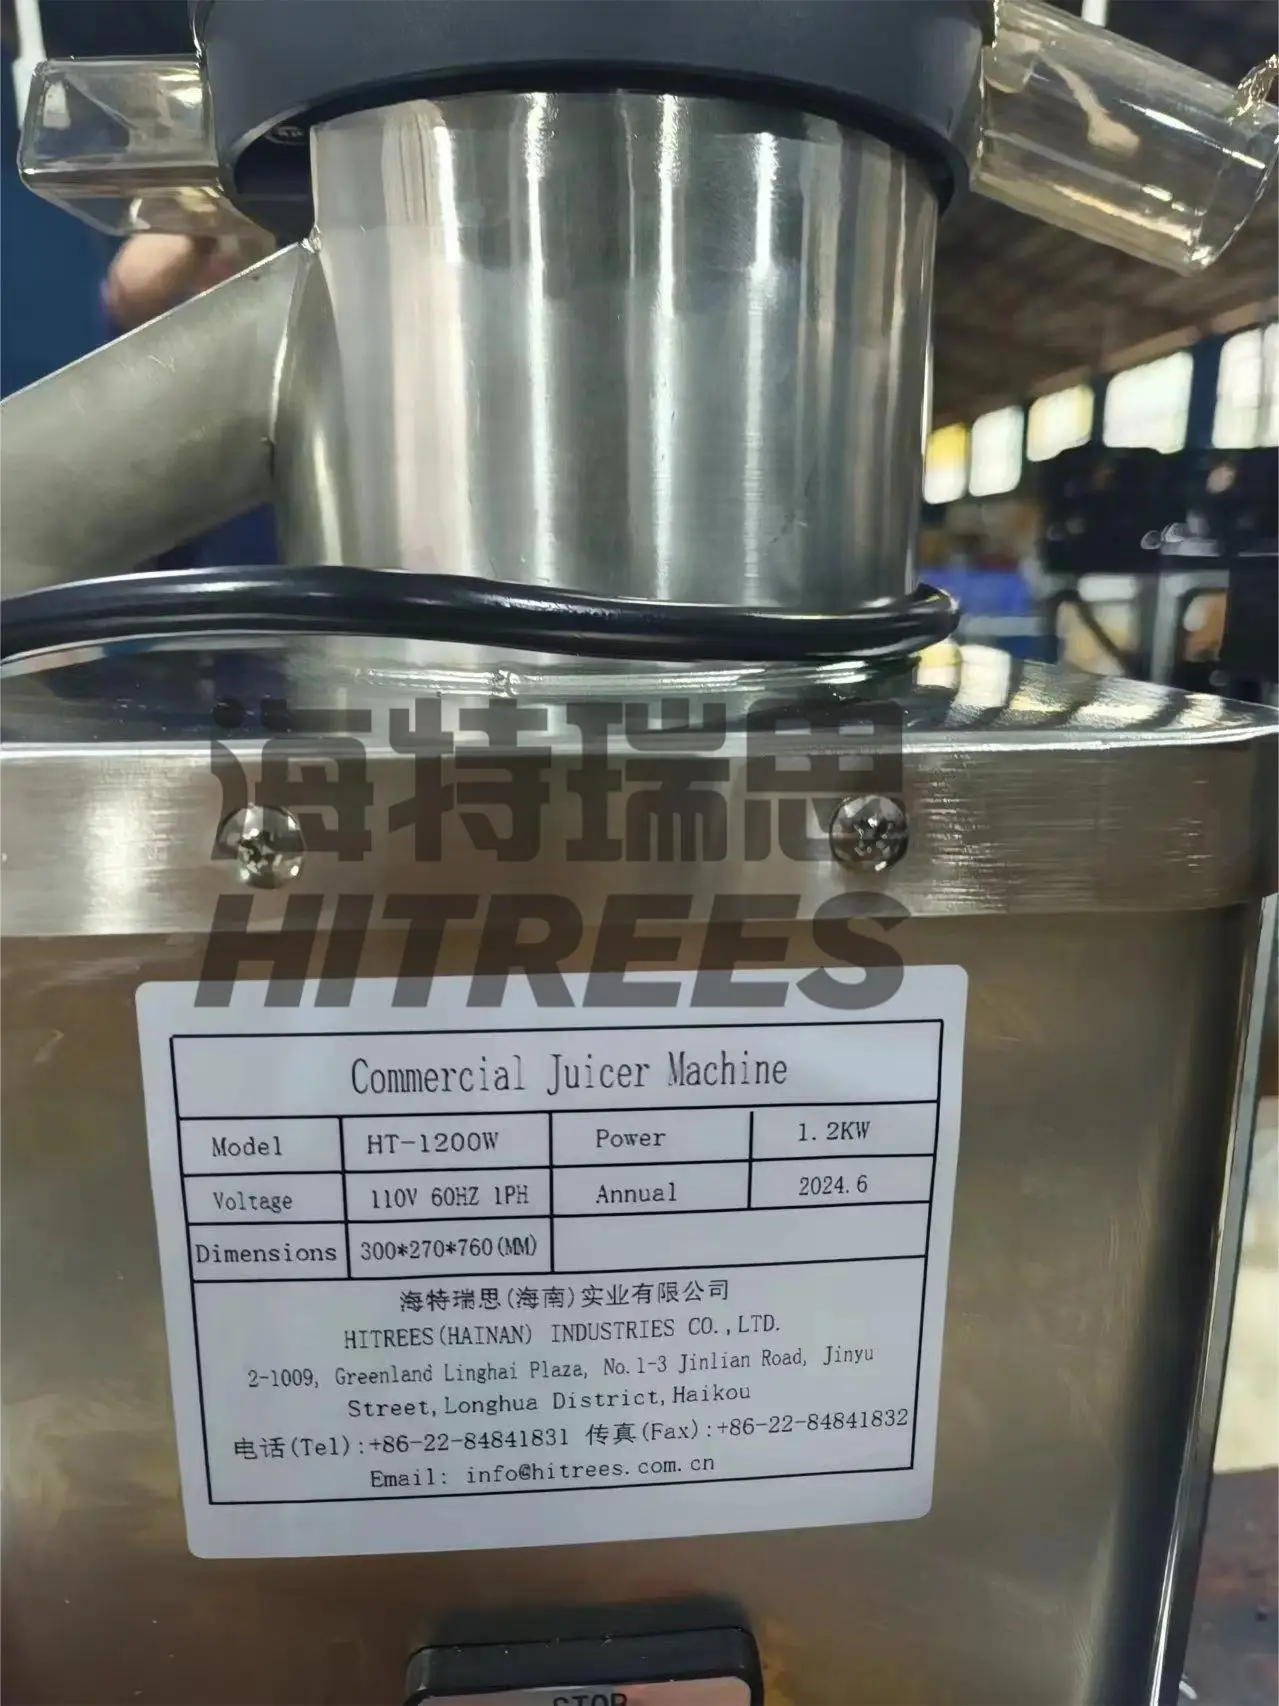 海特瑞思
HITREES
Commercial Juicer Machine
Model HT-1200W Power 1.2KW
Voltage 110V 60HZ 1PH Annual 2024.6
Dimensions 300*270*760(MM)
海特瑞思(海南)实业有限公司
HITREES(HAINAN) INDUSTRIES CO.,LTD.
2-1009, Greenland Linghai Plaza, No.1-3 Jinlian Road, Jinyu
Street,Longhua District,Haikou
电话(Tel):+86-22-84841831 传真(Fax):+86-22-84841832
Email: info@hitrees.com.cn
STOP